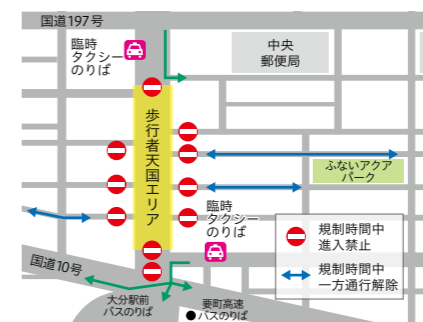 国道197号
臨時
タクシー
のりば
中央
郵便局
歩行者天国エリア
ふないアクア
パーク
臨時
タクシー
のりば
規制時間中
進入禁止
規制時間中
一方通行解除
国道10号
大分駅前
バスのりば
要町高速
●バスのりば